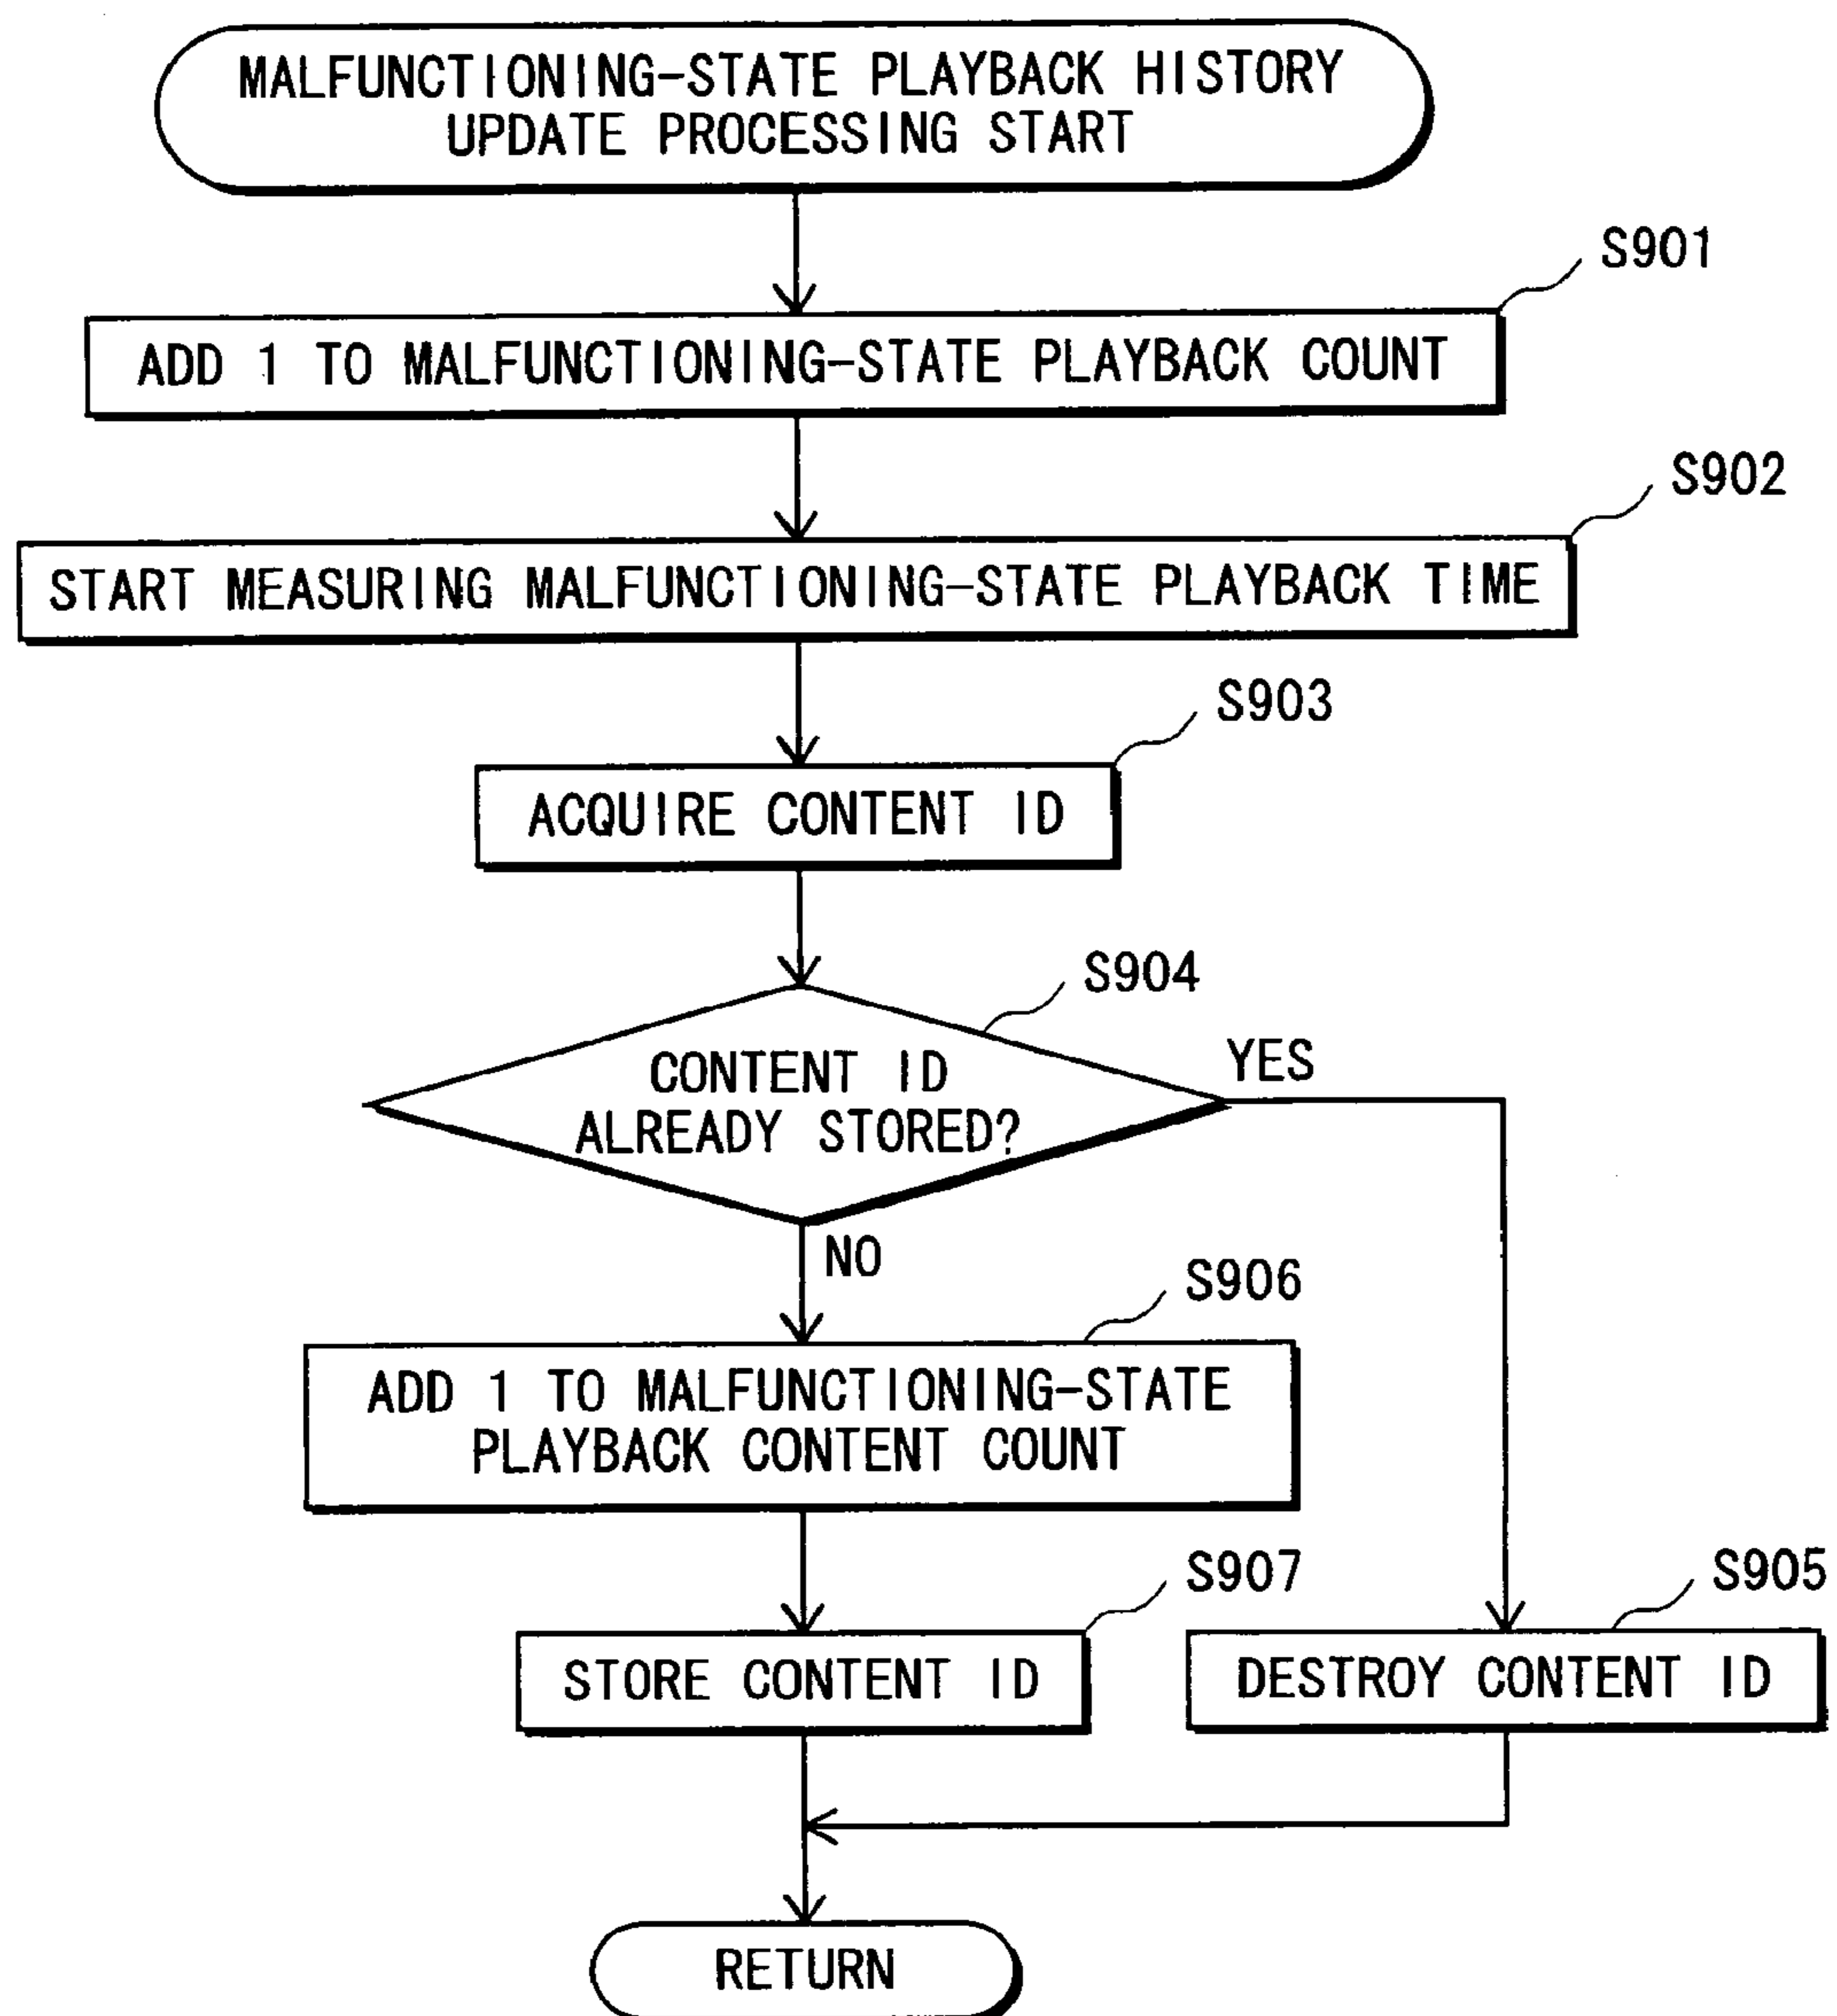 MALFUNCTIONING-STATE PLAYBACK HISTORY
UPDATE PROCESSING START
S901
ADD 1 TO MALFUNCTIONING-STATE PLAYBACK COUNT
S902
START MEASURING MALFUNCTIONING-STATE PLAYBACK TIME
S903
ACQUIRE CONTENT ID
S904
CONTENT ID
ALREADY STORED?
YES
NO
S906
ADD 1 TO MALFUNCTIONING-STATE
PLAYBACK CONTENT COUNT
S907
STORE CONTENT ID
S905
DESTROY CONTENT ID
RETURN